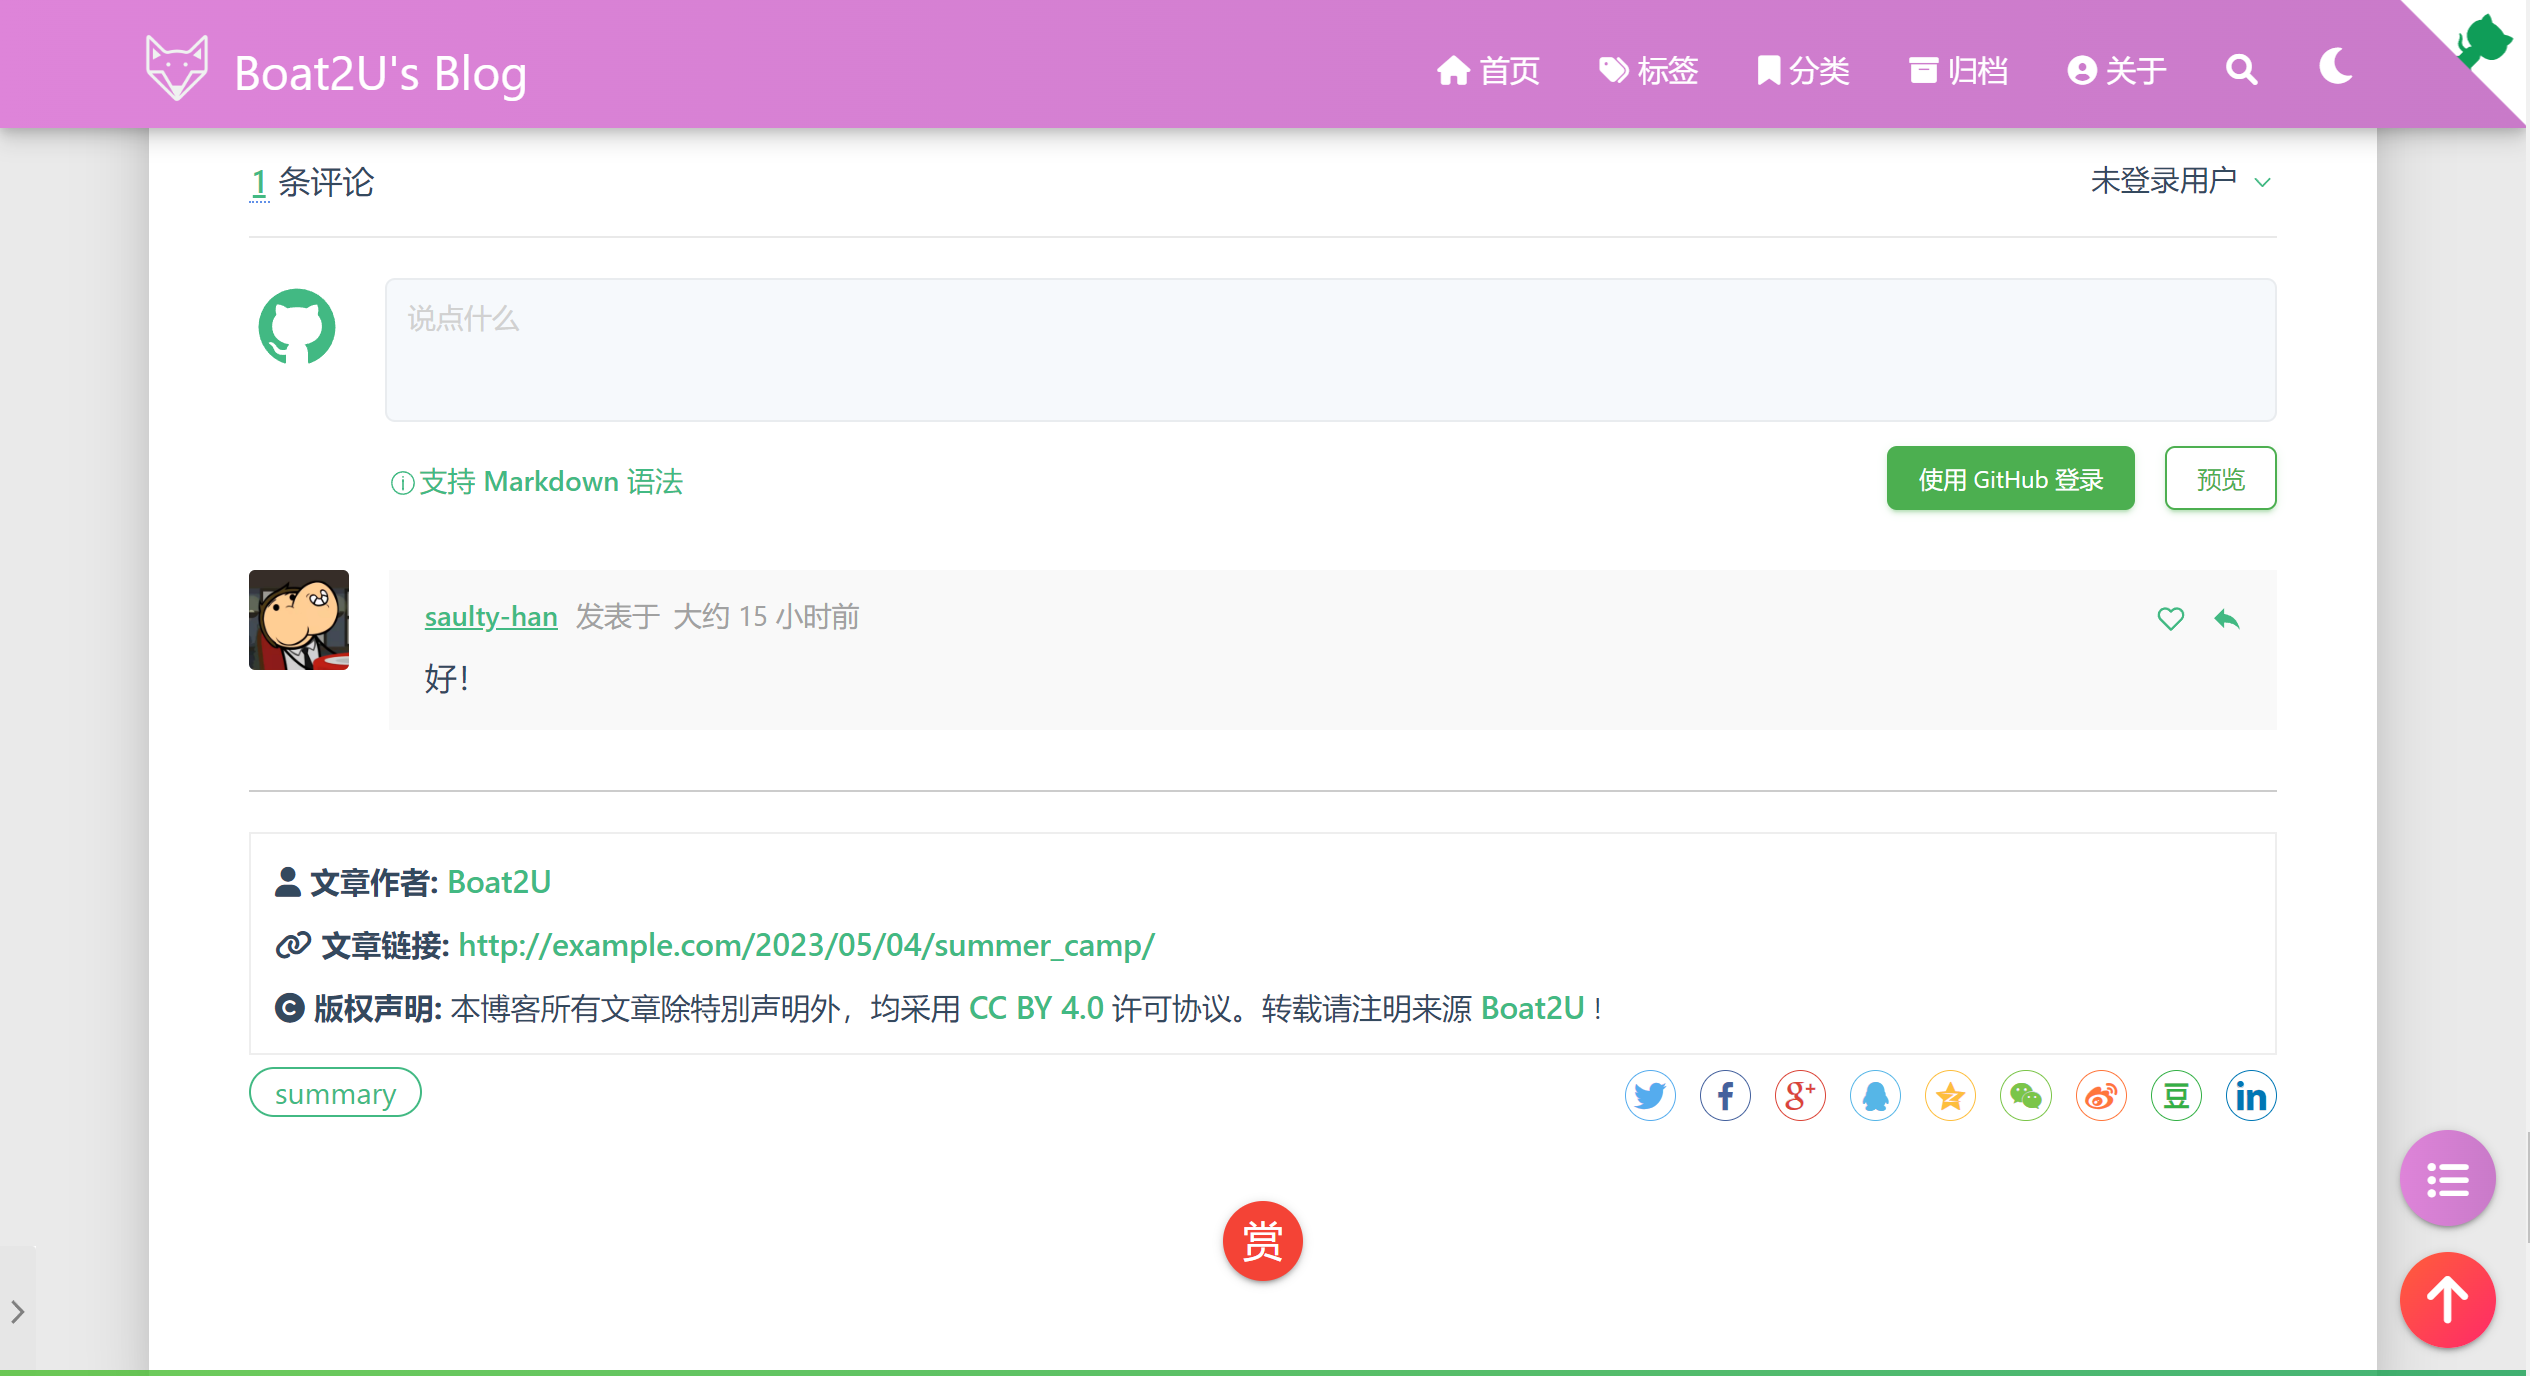 Boat2U's Blog
首页 标签 分类 归档 关于
1 条评论
未登录用户
说点什么
支持 Markdown 语法
使用 GitHub 登录
预览
saulty-han 发表于 大约 15 小时前
好!
文章作者: Boat2U
文章链接: http://example.com/2023/05/04/summer_camp/
版权声明: 本博客所有文章除特別声明外，均采用 CC BY 4.0 许可协议。转载请注明来源 Boat2U !
summary
g+
豆
in
赏